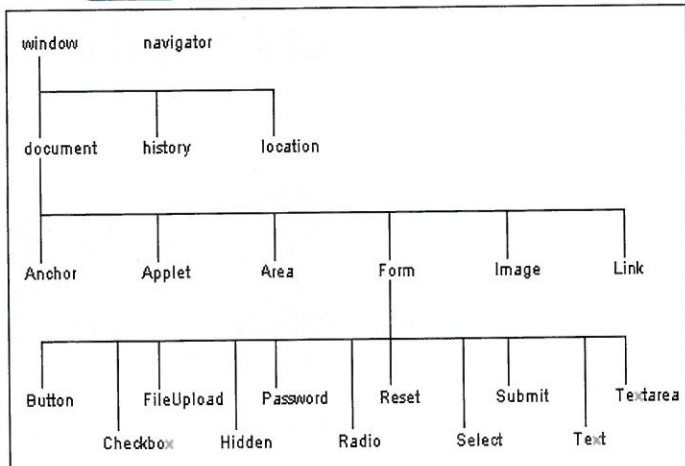 window navigator
document history location
Anchor Applet Area Form Image Link
Button FileUpload Password Reset Submit Textarea
Checkbox Hidden Radio Select Text